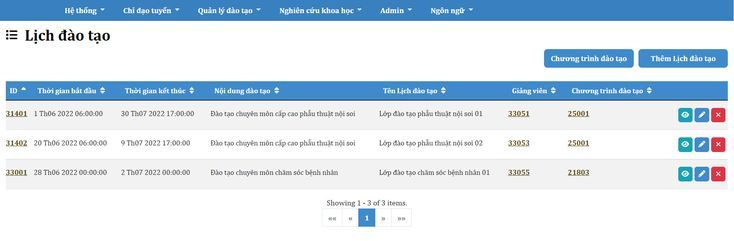 Hệ thống Chỉ đạo tuyến Quản lý đào tạo Nghiên cứu khoa học Admin Ngôn ngữ
Lịch đào tạo
Chương trình đào tạo Thêm Lịch đào tạo
ID Thời gian bắt đầu Thời gian kết thúc Nội dung đào tạo Tên Lịch đào tạo Giảng viên Chương trình đào tạo
31401 1 Th06 2022 06:00:00 30 Th07 2022 17:00:00 Đào tạo chuyên môn cấp cao phẫu thuật nội soi Lớp đào tạo phẫu thuật nội soi 01 33051 25001
31402 20 Th06 2022 06:00:00 9 Th07 2022 17:00:00 Đào tạo chuyên môn cấp cao phẫu thuật nội soi Lớp đào tạo phẫu thuật nội soi 02 33053 25001
33001 28 Th06 2022 00:00:00 2 Th07 2022 00:00:00 Đào tạo chuyên môn chăm sóc bệnh nhân Lớp đào tạo chăm sóc bệnh nhân 01 33055 21803
Showing 1 - 3 of 3 items.
«« « 1 » »»